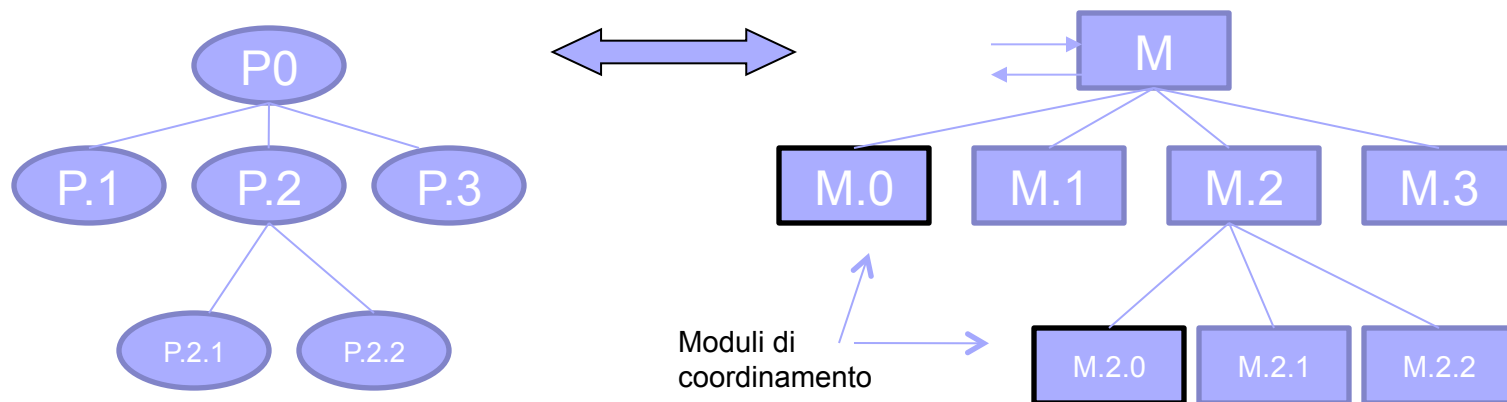 P0
M
P.1
P.2
P.3
M.0
M.1
M.2
M.3
P.2.1
P.2.2
Moduli di
coordinamento
M.2.0
M.2.1
M.2.2